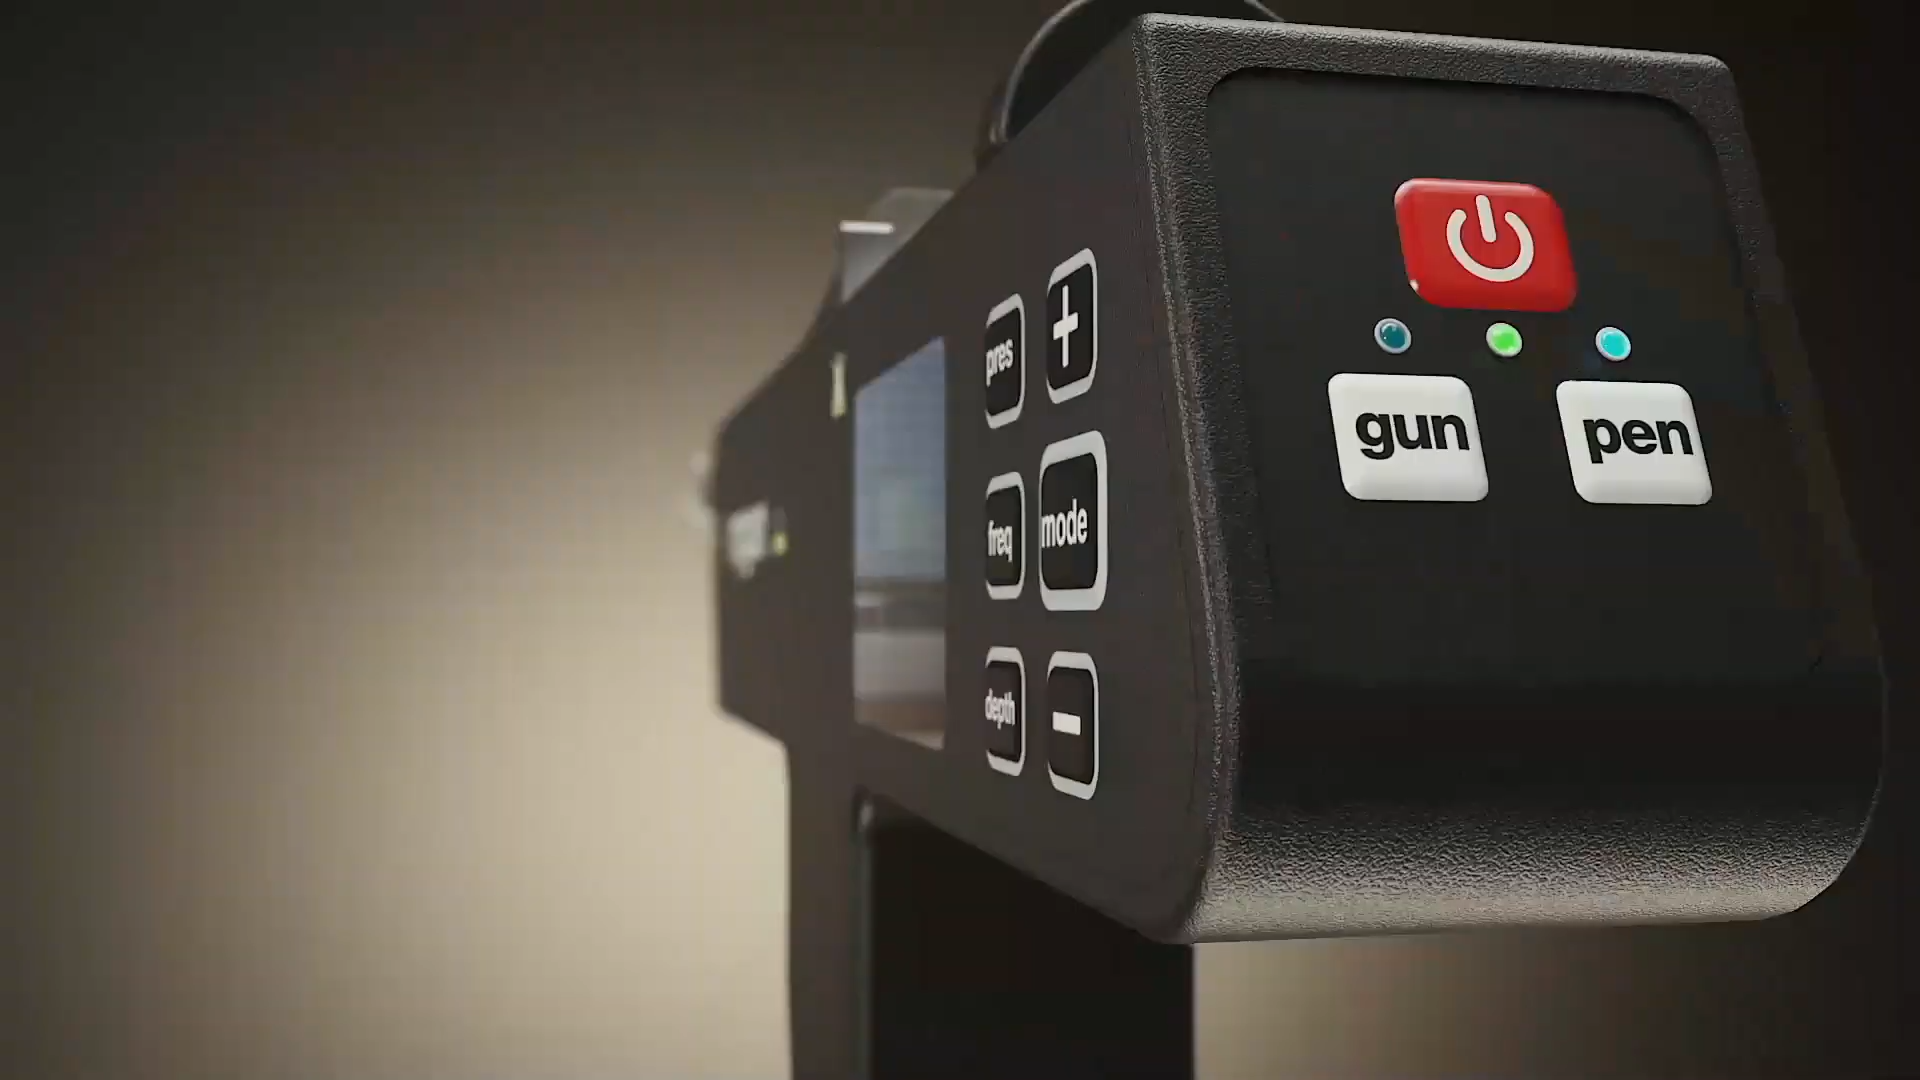 pres
+
freq
mode
depth
-
gun
pen